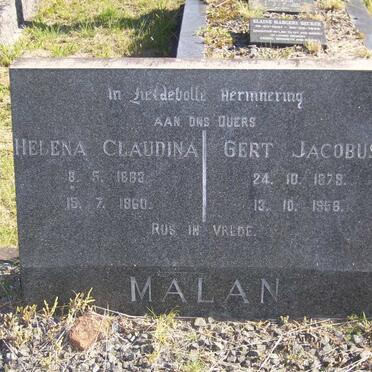 In Liefdevolle Herinnering
AAN ONS OUERS
HELENA CLAUDINA GERT JACOBUS
8. 5. 1883. 24. 10. 1879.
15. 7. 1960. 13. 10. 1958.
RUS IN VREDE.
MALAN